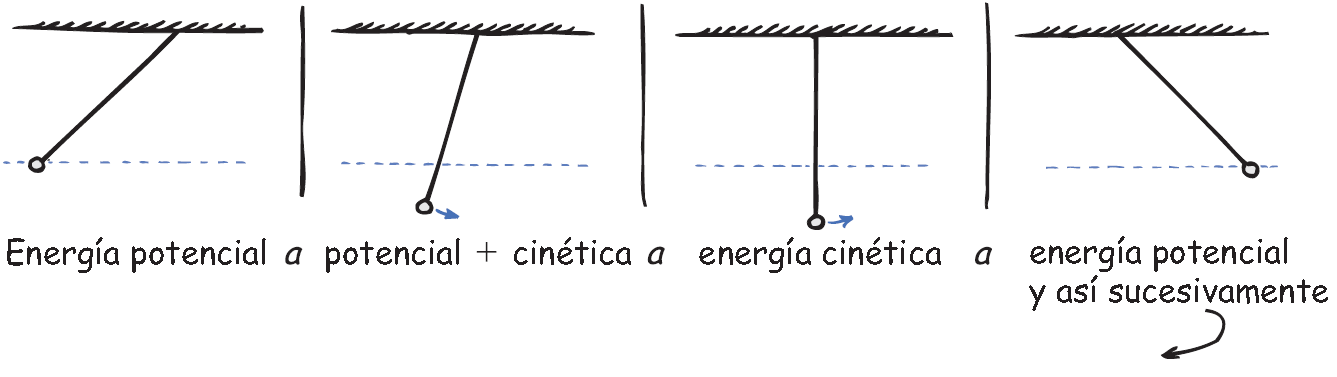 Energía potencial a potencial + cinética a energía cinética a energía potencial
y así sucesivamente